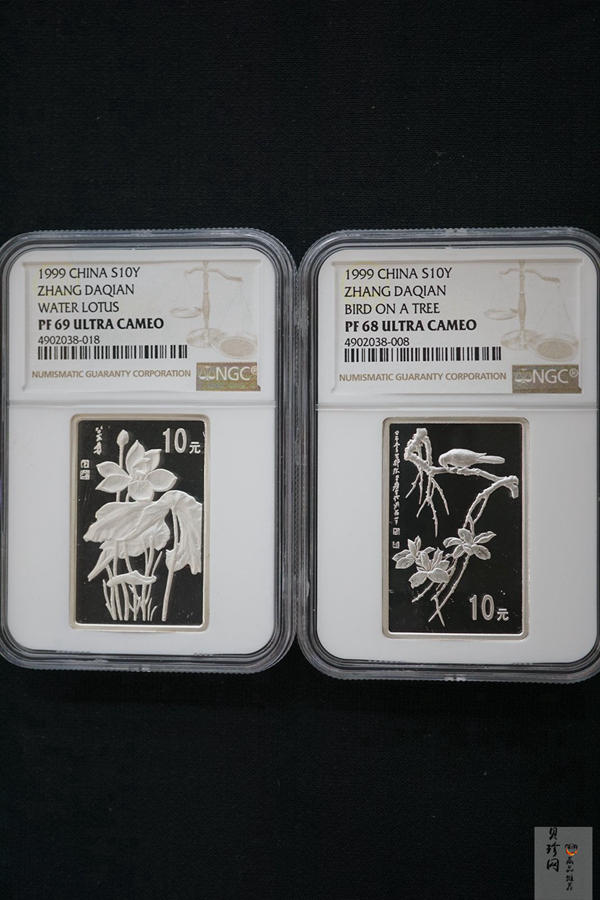 1999 CHINA S10Y
ZHANG DAQIAN
WATER LOTUS
PF 69 ULTRA CAMEO
4902038-018
NUMISMATIC GUARANTY CORPORATION
NGC®
10元
1999 CHINA S10Y
ZHANG DAQIAN
BIRD ON A TREE
PF 68 ULTRA CAMEO
4902038-008
NUMISMATIC GUARANTY CORPORATION
NGC®
10元
贝珍网